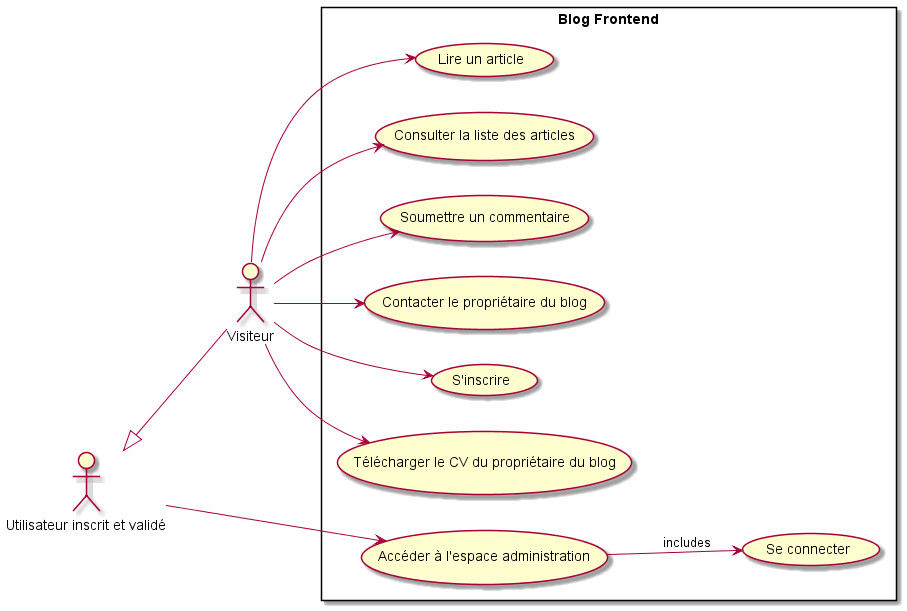 Blog Frontend
Lire un article
Consulter la liste des articles
Soumettre un commentaire
Contacter le propriétaire du blog
Visiteur
S'inscrire
Télécharger le CV du propriétaire du blog
Utilisateur inscrit et validé
Accéder à l'espace administration
includes
Se connecter